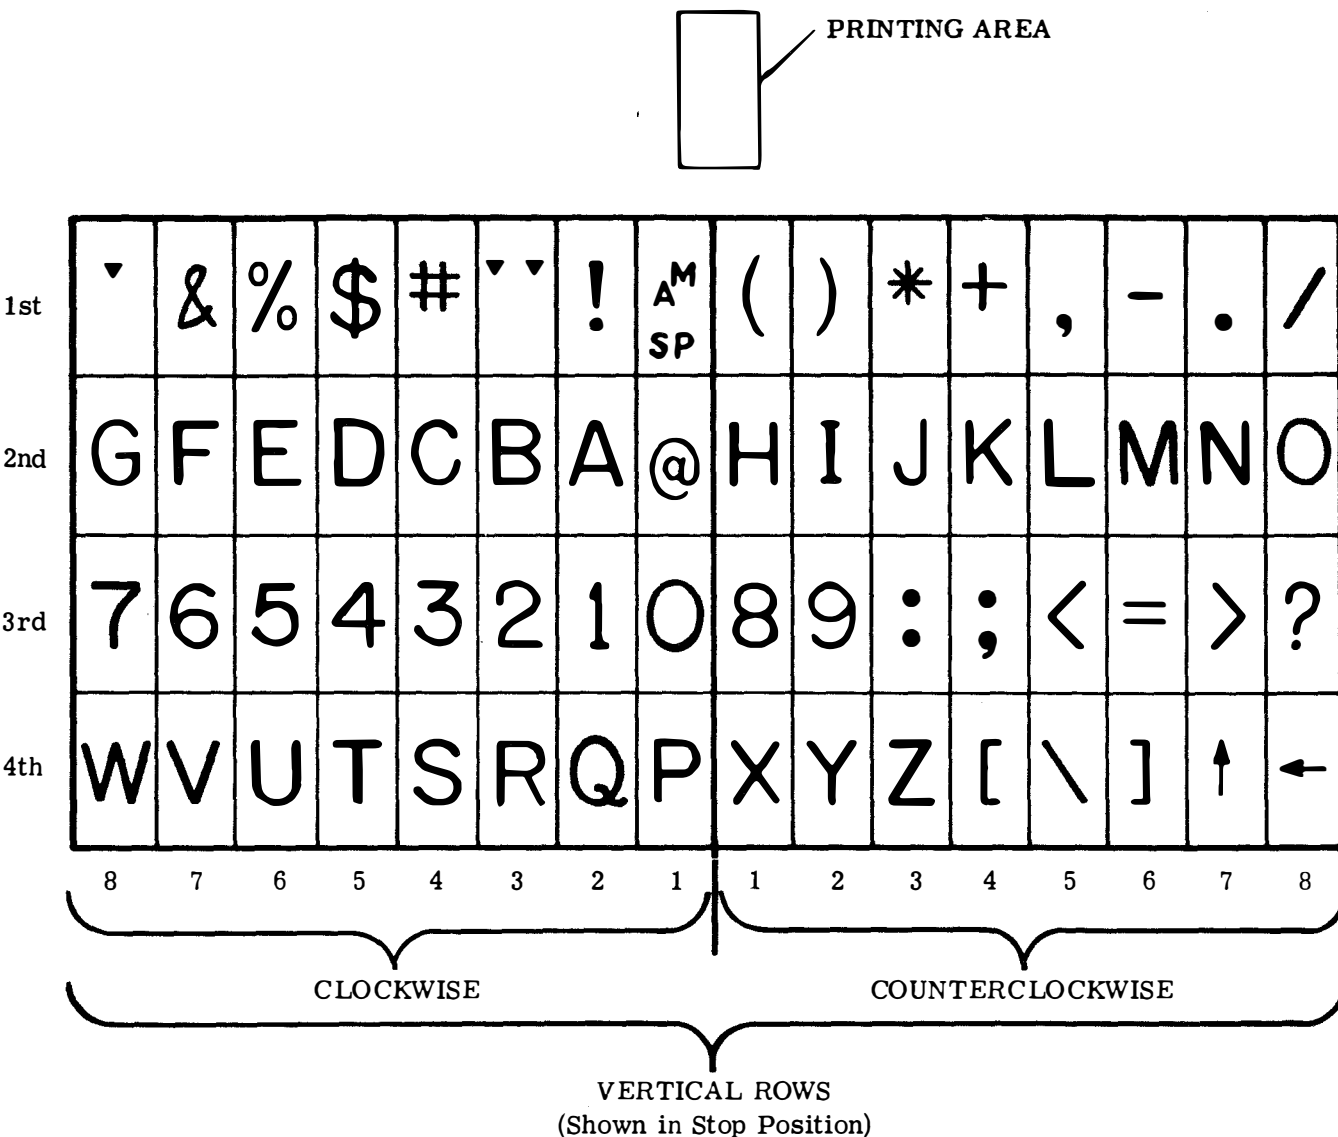 PRINTING AREA
1st ' & % $ # " ! AM SP ( ) * + , - . /
2nd G F E D C B A @ H I J K L M N O
3rd 7 6 5 4 3 2 1 0 8 9 : ; < = > ?
4th W V U T S R Q P X Y Z [ \ ] ↑ ←
8 7 6 5 4 3 2 1 1 2 3 4 5 6 7 8
CLOCKWISE COUNTERCLOCKWISE
VERTICAL ROWS
(Shown in Stop Position)